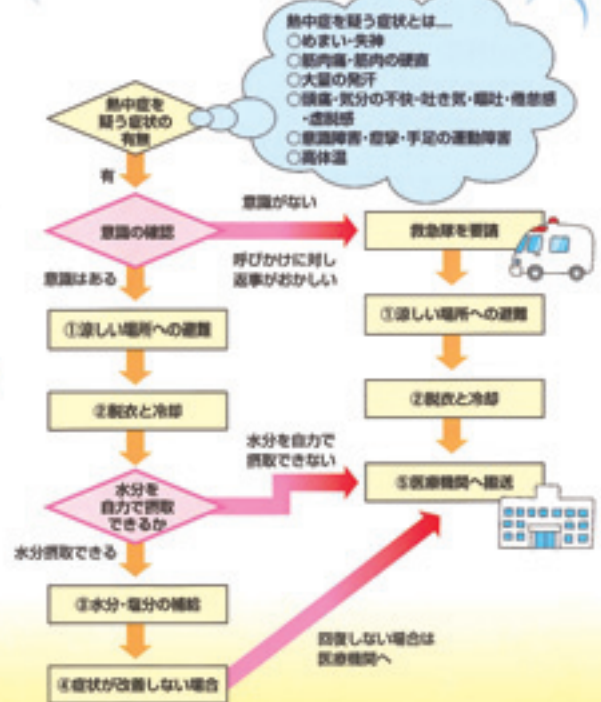 熱中症を疑う症状とは....
○めまい・失神
○筋肉痛・筋肉の硬直
○大量の発汗
○頭痛・気分の不快・吐き気・嘔吐・倦怠感
・虚脱感
○意識障害・痙攣・手足の運動障害
○高体温
熱中症を
疑う症状の
有無
有
意識の確認
意識がない
呼びかけに対し
返事がおかしい
救急隊を要請
意識はある
①涼しい場所への避難
①涼しい場所への避難
②脱衣と冷却
②脱衣と冷却
水分を自力で
摂取できない
水分を
自力で摂取
できるか
⑤医療機関へ搬送
水分摂取できる
③水分・塩分の補給
回復しない場合は
医療機関へ
④症状が改善しない場合